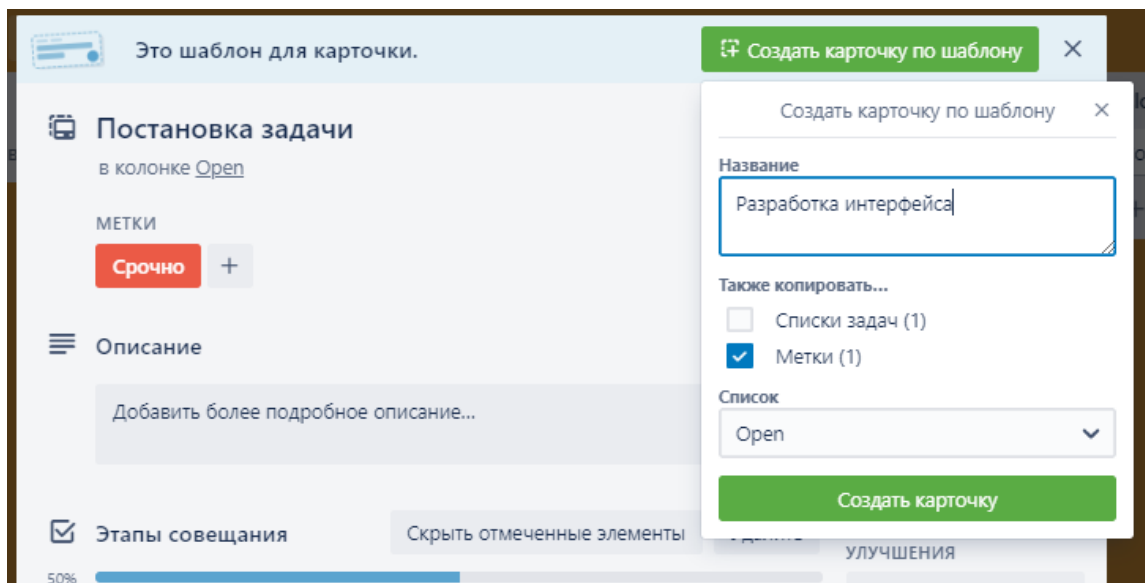 Это шаблон для карточки.
Создать карточку по шаблону
Постановка задачи
в колонке Open
МЕТКИ
Срочно
Описание
Добавить более подробное описание...
Этапы совещания
Скрыть отмеченные элементы
50%
Создать карточку по шаблону
Название
Разработка интерфейса
Также копировать...
Списки задач (1)
Метки (1)
Список
Open
Создать карточку
УЛУЧШЕНИЯ